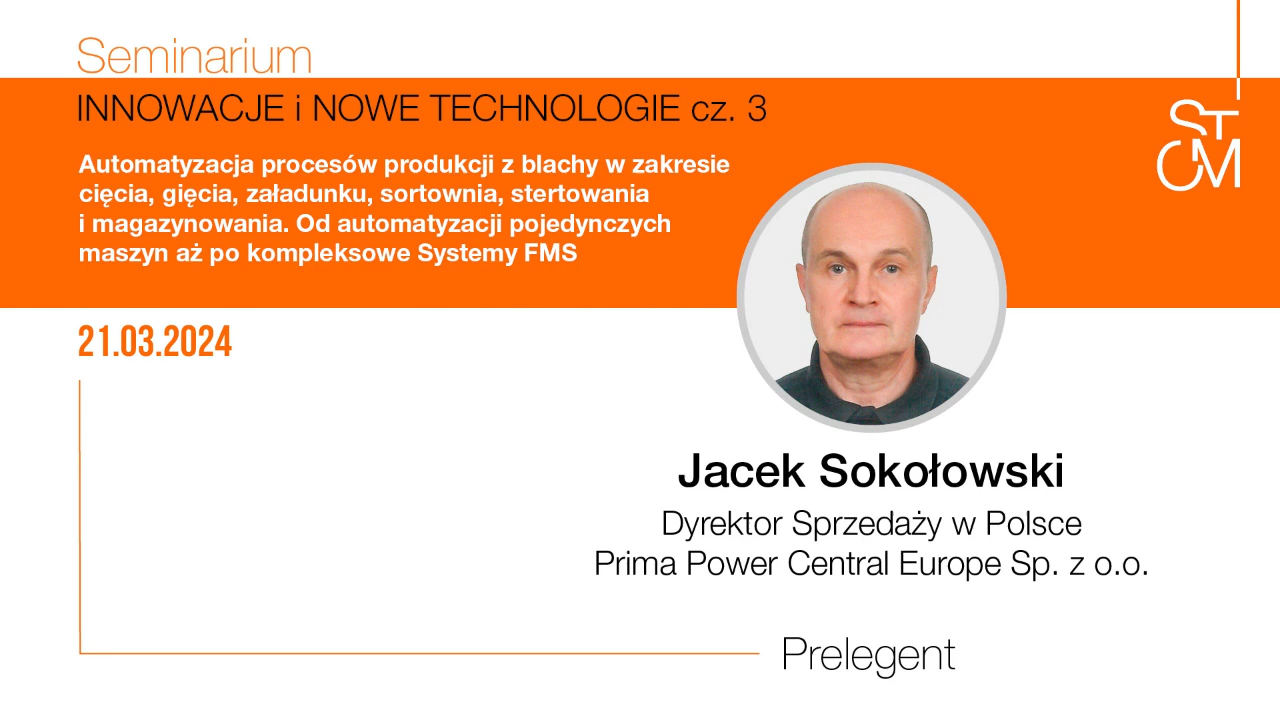 Seminarium
INNOWACJE i NOWE TECHNOLOGIE cz. 3
Automatyzacja procesów produkcji z blachy w zakresie
cięcia, gięcia, załadunku, sortownia, stertowania
i magazynowania. Od automatyzacji pojedynczych
maszyn aż po kompleksowe Systemy FMS
ST
OM
21.03.2024
Jacek Sokołowski
Dyrektor Sprzedaży w Polsce
Prima Power Central Europe Sp. z o.o.
Prelegent